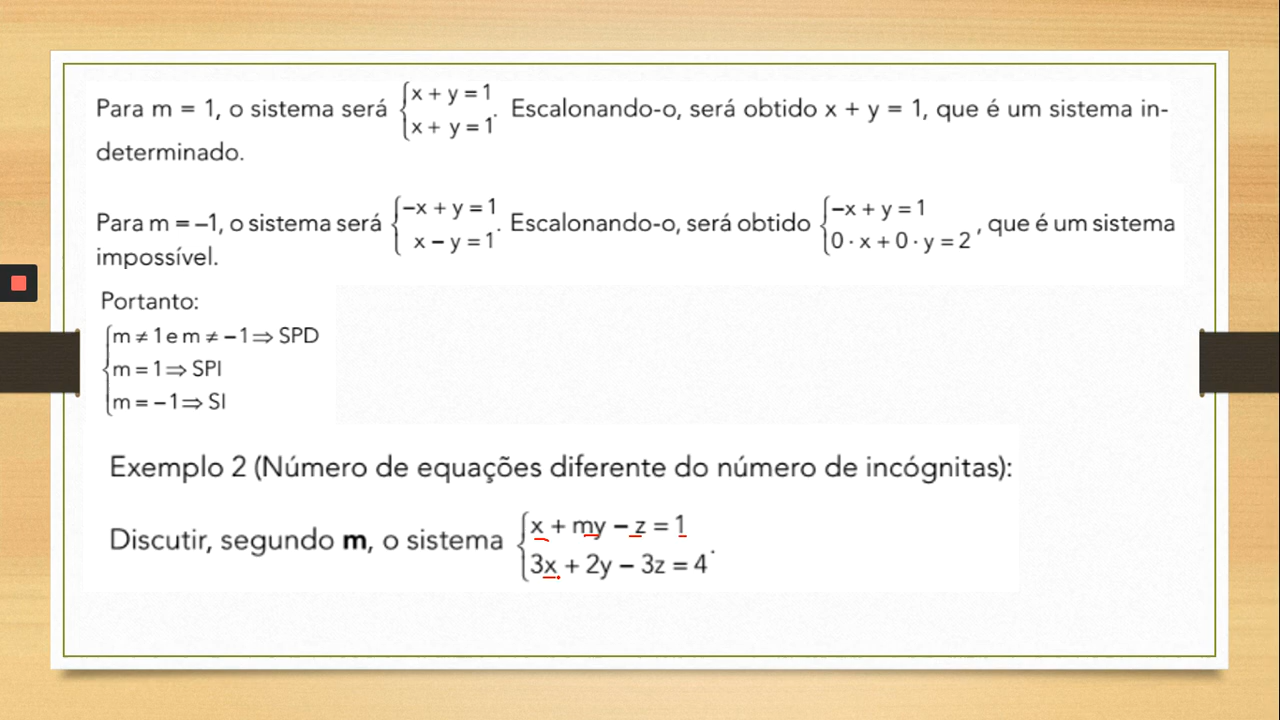 Para m = 1, o sistema será {x + y = 1
x + y = 1. Escalonando-o, será obtido x + y = 1, que é um sistema in-
determinado.
Para m = –1, o sistema será {–x + y = 1
x – y = 1. Escalonando-o, será obtido {–x + y = 1
0 · x + 0 · y = 2, que é um sistema
impossível.
Portanto:
{m ≠ 1 e m ≠ –1 ⇒ SPD
m = 1 ⇒ SPI
m = –1 ⇒ SI
Exemplo 2 (Número de equações diferente do número de incógnitas):
Discutir, segundo m, o sistema {x + my – z = 1
3x + 2y – 3z = 4.